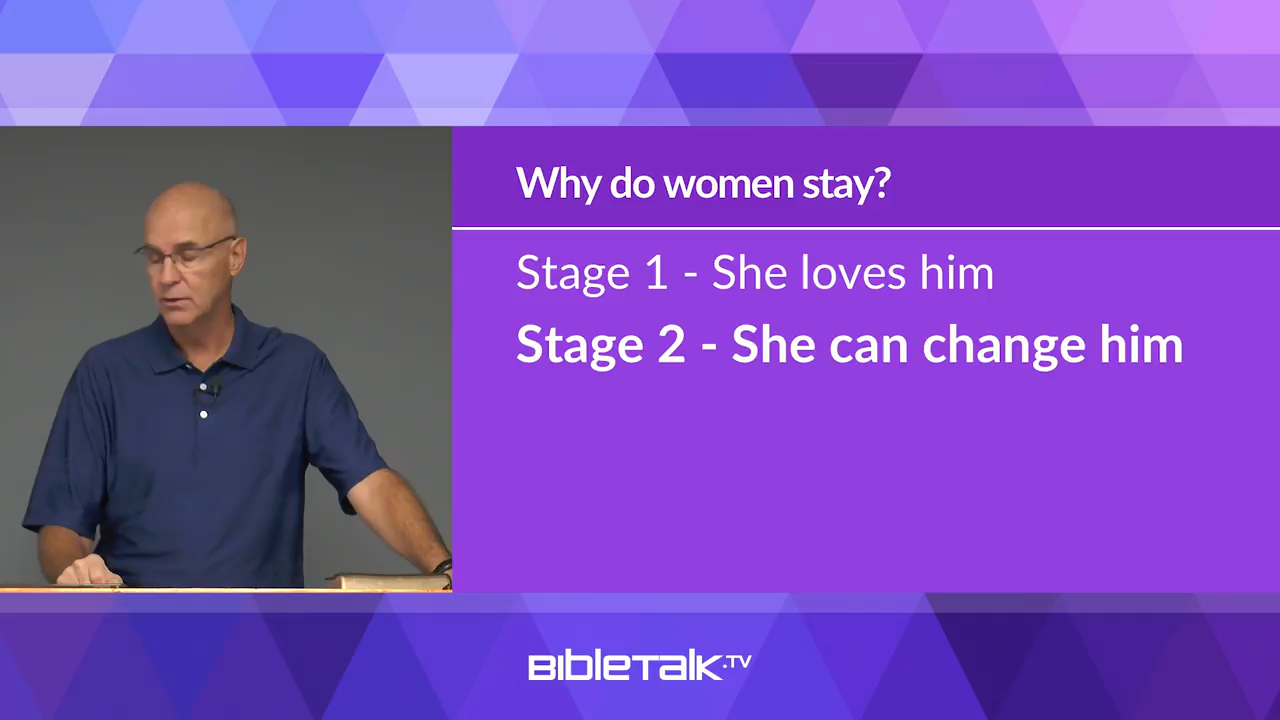 Why do women stay?
Stage 1 - She loves him
Stage 2 - She can change him
BIBLETALK.TV